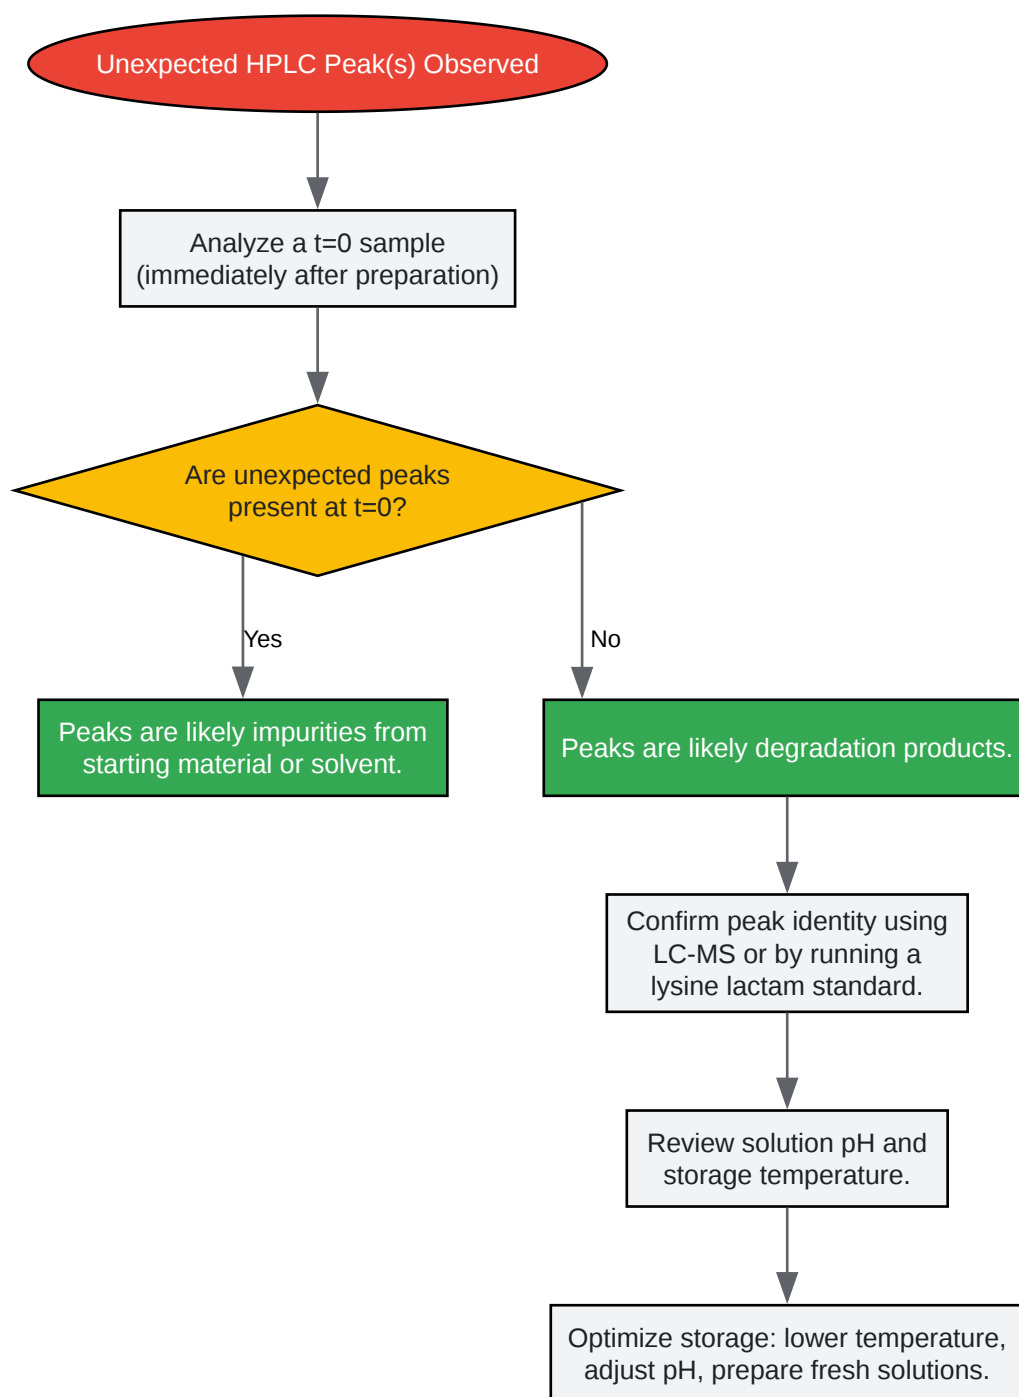 Unexpected HPLC Peak(s) Observed
Analyze a t=0 sample
(immediately after preparation)
Are unexpected peaks
present at t=0?
Yes
No
Peaks are likely impurities from
starting material or solvent.
Peaks are likely degradation products.
Confirm peak identity using
LC-MS or by running a
lysine lactam standard.
Review solution pH and
storage temperature.
Optimize storage: lower temperature,
adjust pH, prepare fresh solutions.